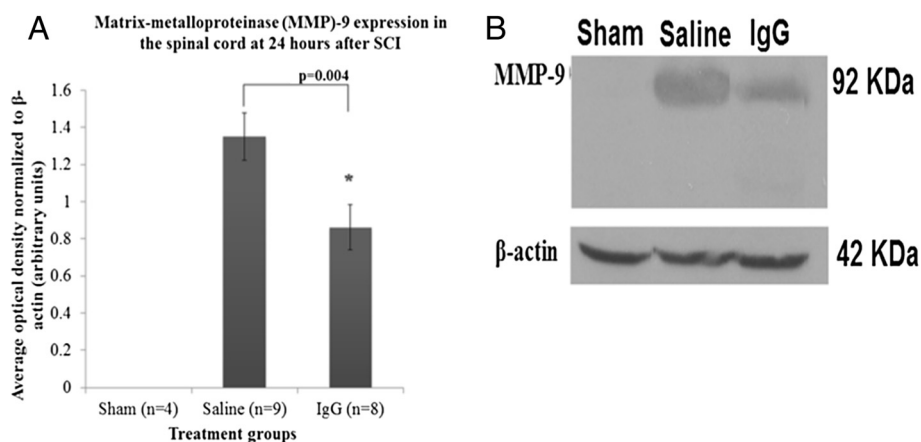 A
Matrix-metalloproteinase (MMP)-9 expression in
the spinal cord at 24 hours after SCI
p=0.004
*
Average optical density normalized to β-
actin (arbitrary units)
1.6
1.4
1.2
1
0.8
0.6
0.4
0.2
0
Sham (n=4) Saline (n=9) IgG (n=8)
Treatment groups
B
Sham Saline IgG
MMP-9 92 KDa
β-actin 42 KDa